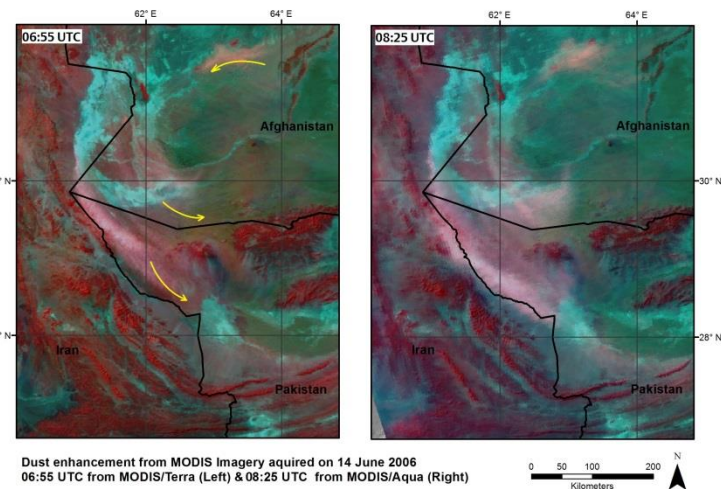 62° E
64° E
62° E
64° E
06:55 UTC
08:25 UTC
Afghanistan
Afghanistan
° N
30° N
° N
28° N
Iran
Iran
Pakistan
Pakistan
Dust enhancement from MODIS Imagery aquired on 14 June 2006
06:55 UTC from MODIS/Terra (Left) & 08:25 UTC from MODIS/Aqua (Right)
N
0 50 100 200
Kilometers